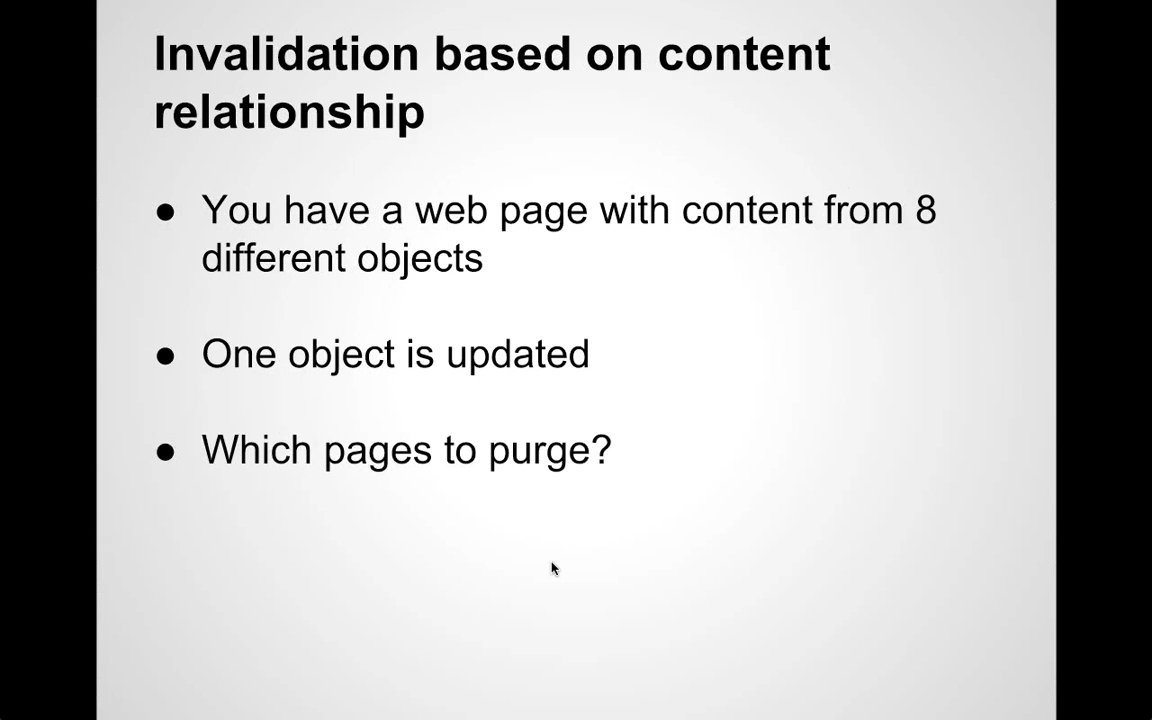 Invalidation based on content
relationship
● You have a web page with content from 8
different objects
● One object is updated
● Which pages to purge?